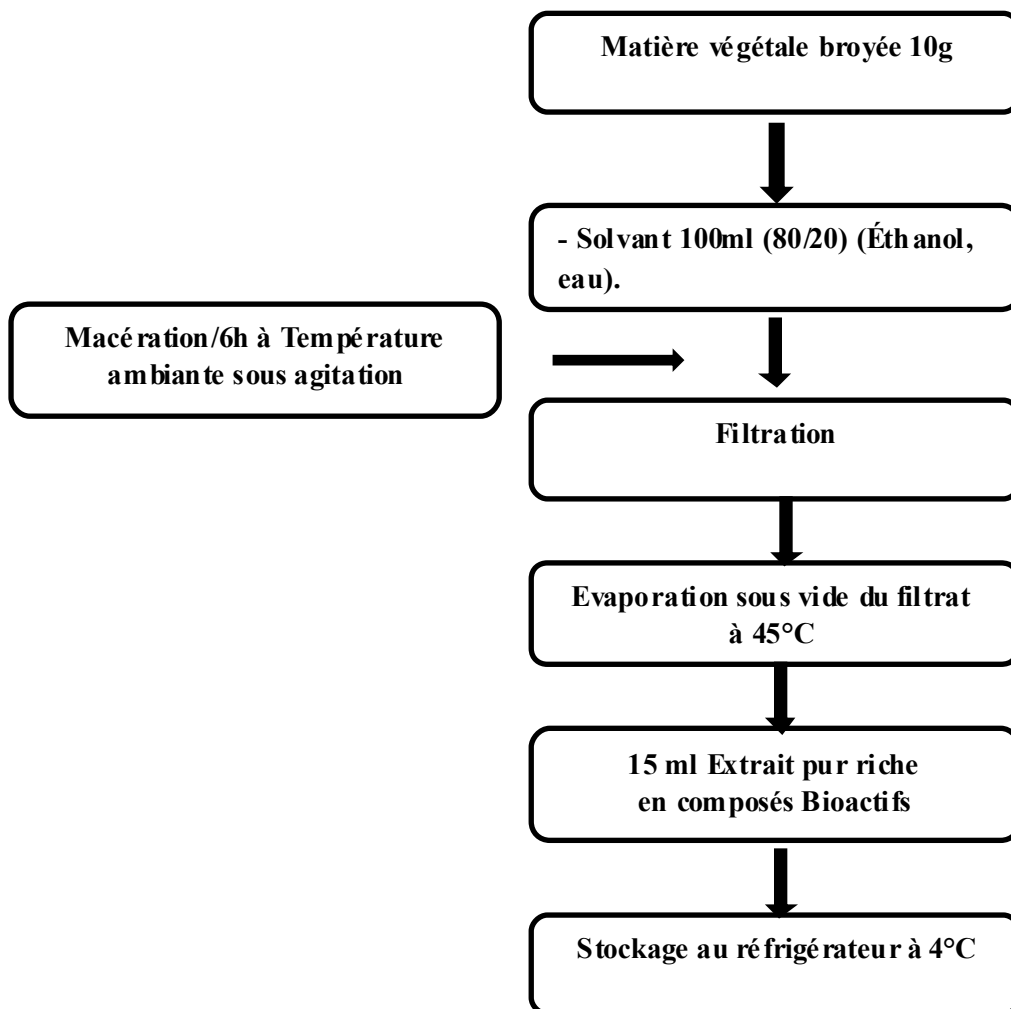 Matière végétale broyée 10g
- Solvant 100ml (80/20) (Éthanol,
eau).
Macération/6h à Température
ambiante sous agitation
Filtration
Evaporation sous vide du filtrat
à 45°C
15 ml Extrait pur riche
en composés Bioactifs
Stockage au réfrigérateur à 4°C